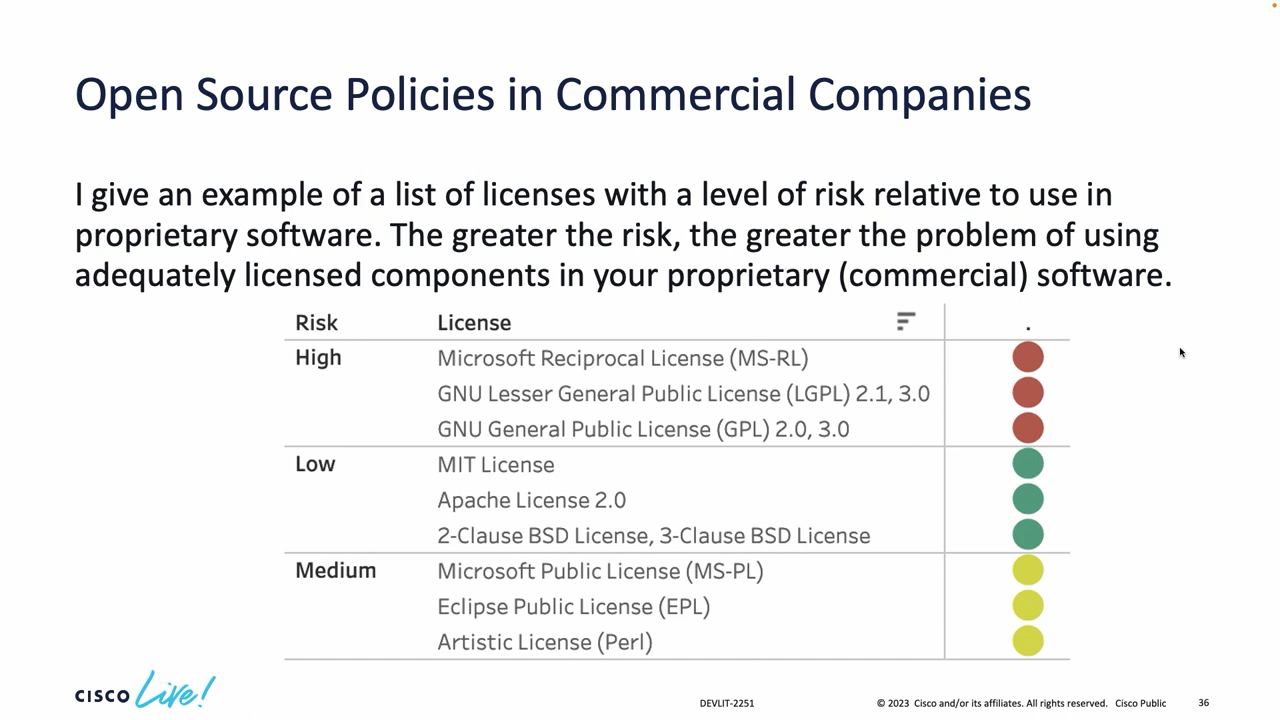 Open Source Policies in Commercial Companies
I give an example of a list of licenses with a level of risk relative to use in
proprietary software. The greater the risk, the greater the problem of using
adequately licensed components in your proprietary (commercial) software.
Risk License .
High Microsoft Reciprocal License (MS-RL)
GNU Lesser General Public License (LGPL) 2.1, 3.0
GNU General Public License (GPL) 2.0, 3.0
Low MIT License
Apache License 2.0
2-Clause BSD License, 3-Clause BSD License
Medium Microsoft Public License (MS-PL)
Eclipse Public License (EPL)
Artistic License (Perl)
CISCO Live! DEVLIT-2251 © 2023 Cisco and/or its affiliates. All rights reserved. Cisco Public 36